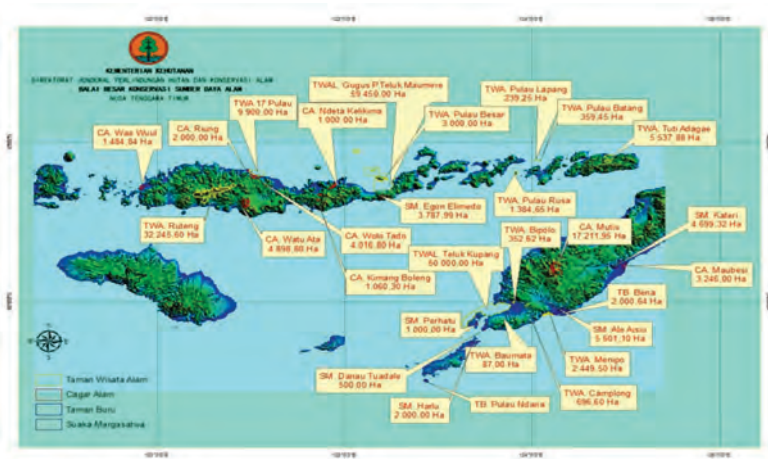 KEMENTERIAN KEHUTANAN
DIREKTORAT JENDERAL PERLINDUNGAN HUTAN DAN KONSERVASI ALAM
BALAI BESAR KONSERVASI SUMBER DAYA ALAM
NUSA TENGGARA TIMUR
TWAL. Gugus P.Teluk Maumere
59.450.00 Ha
TWA. Pulau Lapang
239.25 Ha
TWA. 17 Pulau
9.900.00 Ha
CA. Ndeta Kelikima
1.000.00 Ha
TWA. Pulau Besar
3.000.00 Ha
TWA. Pulau Batang
359.45 Ha
CA. Wae Wuul
1.484.84 Ha
CA. Riung
2.000.00 Ha
TWA. Tuti Adagae
5.537.88 Ha
SM. Egon Ilimedo
3.787.99 Ha
TWA. Pulau Rusa
1.384.65 Ha
TWA. Ruteng
32.245.60 Ha
CA. Watu Ata
4.898.80 Ha
CA. Wolo Tado
4.016.80 Ha
CA. Kimang Boleng
1.060.30 Ha
TWAL. Teluk Kupang
50.000.00 Ha
TWA. Bipolo
352.62 Ha
CA. Mutis
17.211.95 Ha
SM. Kateri
4.699.32 Ha
CA. Maubesi
3.246.00 Ha
TB. Bena
2.000.64 Ha
SM. Perhatu
1.000.00 Ha
SM. Ale Aisio
5.601.10 Ha
TWA. Baumata
87.00 Ha
TWA. Menipo
2.449.50 Ha
SM. Danau Tuadale
500.00 Ha
TWA. Camplong
696.60 Ha
SM. Harlu
2.000.00 Ha
TB. Pulau Ndana
Taman Wisata Alam
Cagar Alam
Taman Buru
Suaka Margasatwa